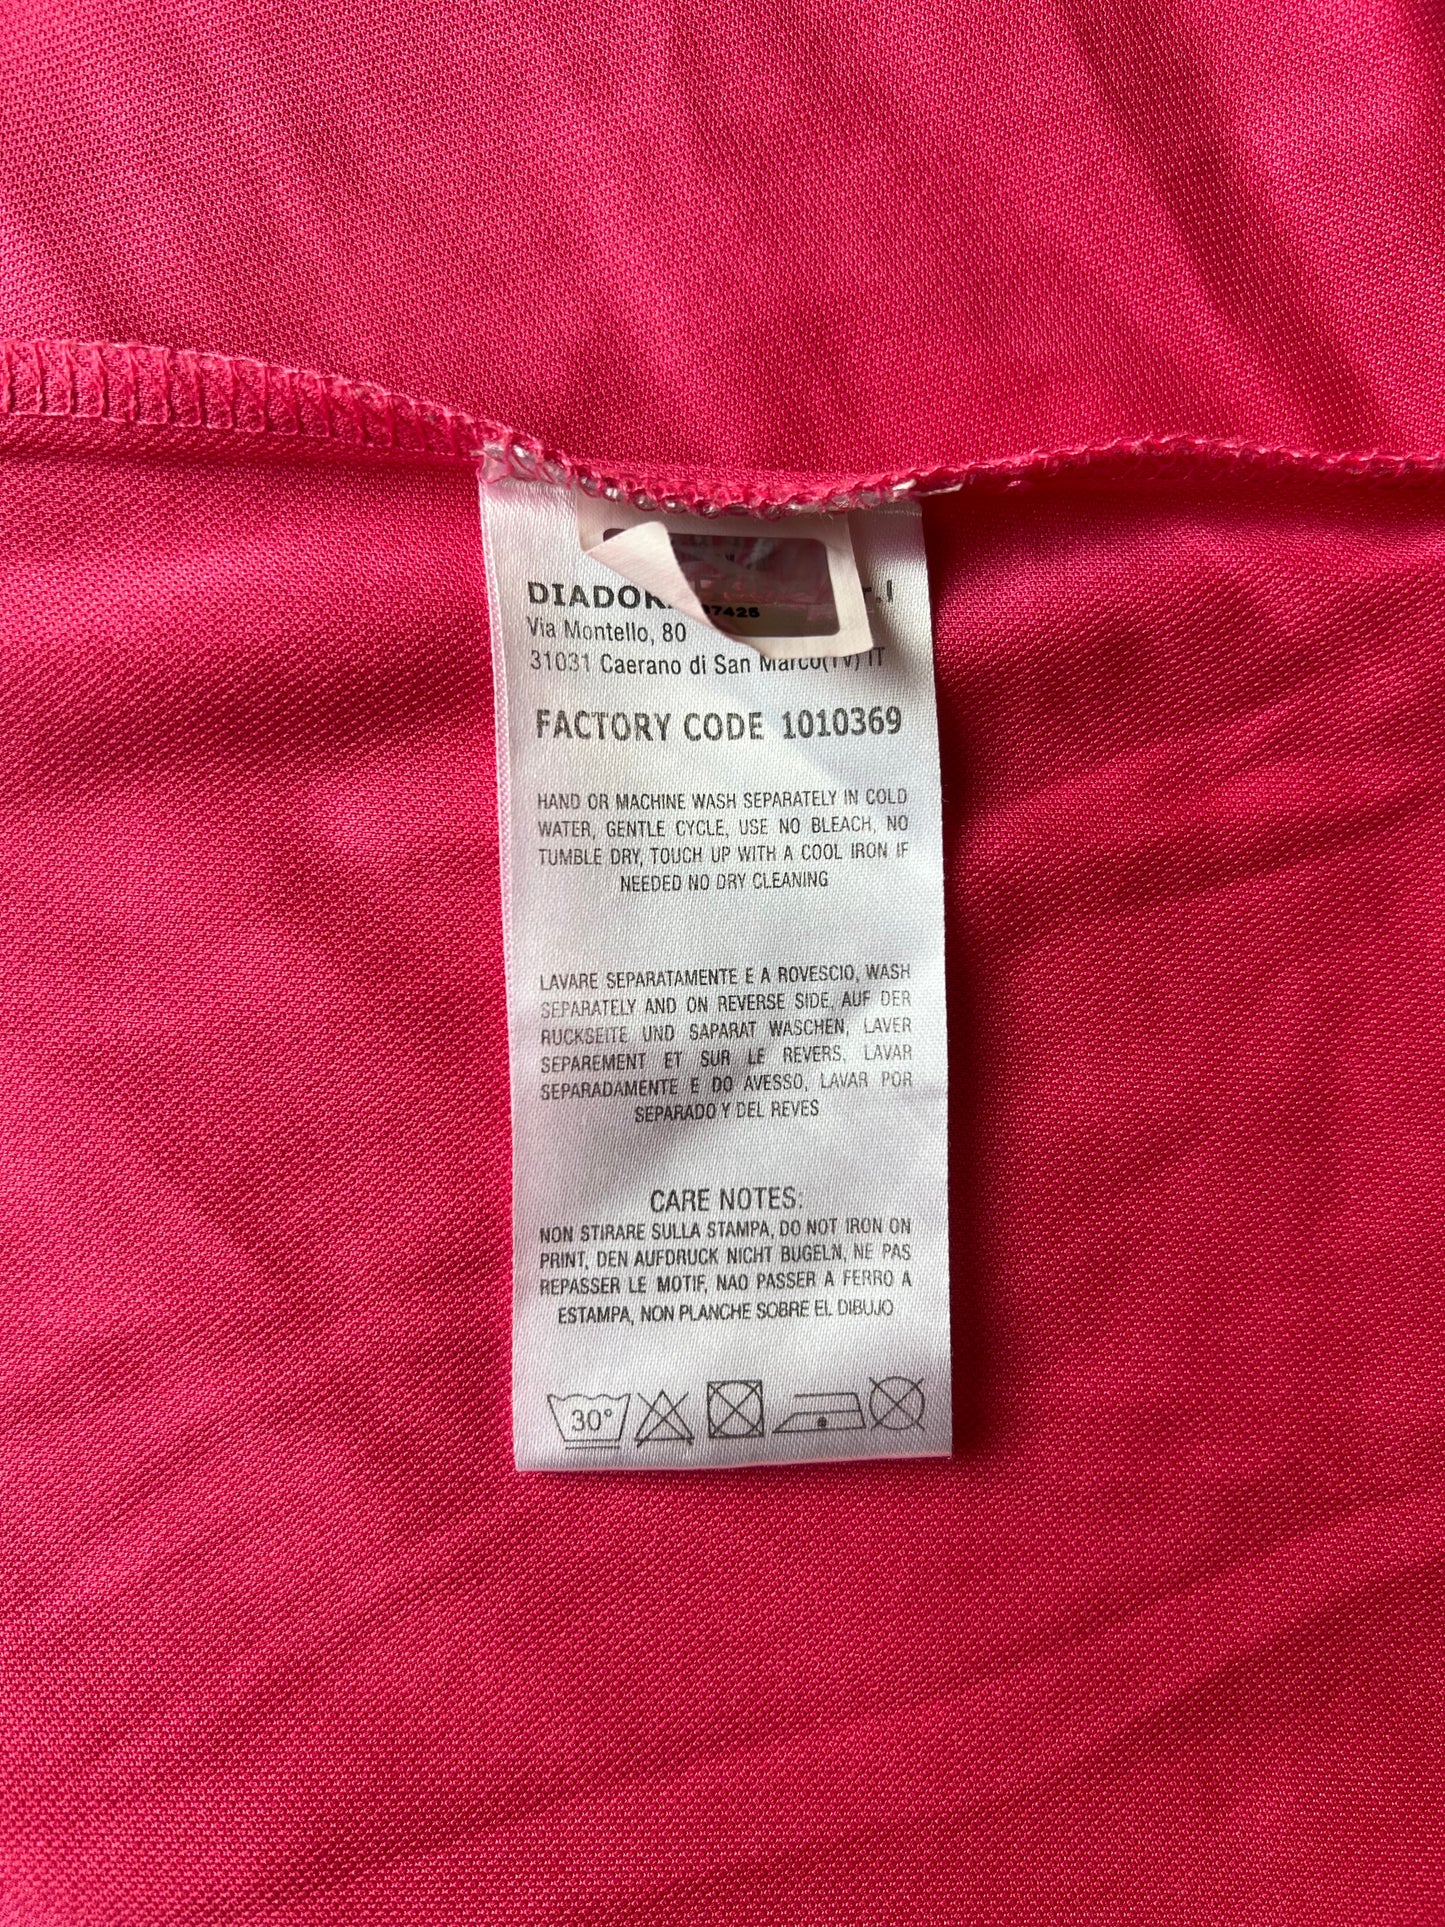 97425
Via Montello, 80
31031 Caerano di San Marco(TV) IT
FACTORY CODE 1010369
HAND OR MACHINE WASH SEPARATELY IN COLD
WATER, GENTLE CYCLE, USE NO BLEACH, NO
TUMBLE DRY, TOUCH UP WITH A COOL IRON IF
NEEDED NO DRY CLEANING
LAVARE SEPARATAMENTE E A ROVESCIO, WASH
SEPARATELY AND ON REVERSE SIDE, AUF DER
RUCKSEITE UND SAPARAT WASCHEN, LAVER
SEPAREMENT ET SUR LE REVERS, LAVAR
SEPARADAMENTE E DO AVESSO, LAVAR POR
SEPARADO Y DEL REVES
CARE NOTES:
NON STIRARE SULLA STAMPA, DO NOT IRON ON
PRINT, DEN AUFDRUCK NICHT BUGELN, NE PAS
REPASSER LE MOTIF, NAO PASSER A FERRO A
ESTAMPA, NON PLANCHE SOBRE EL DIBUJO
30°